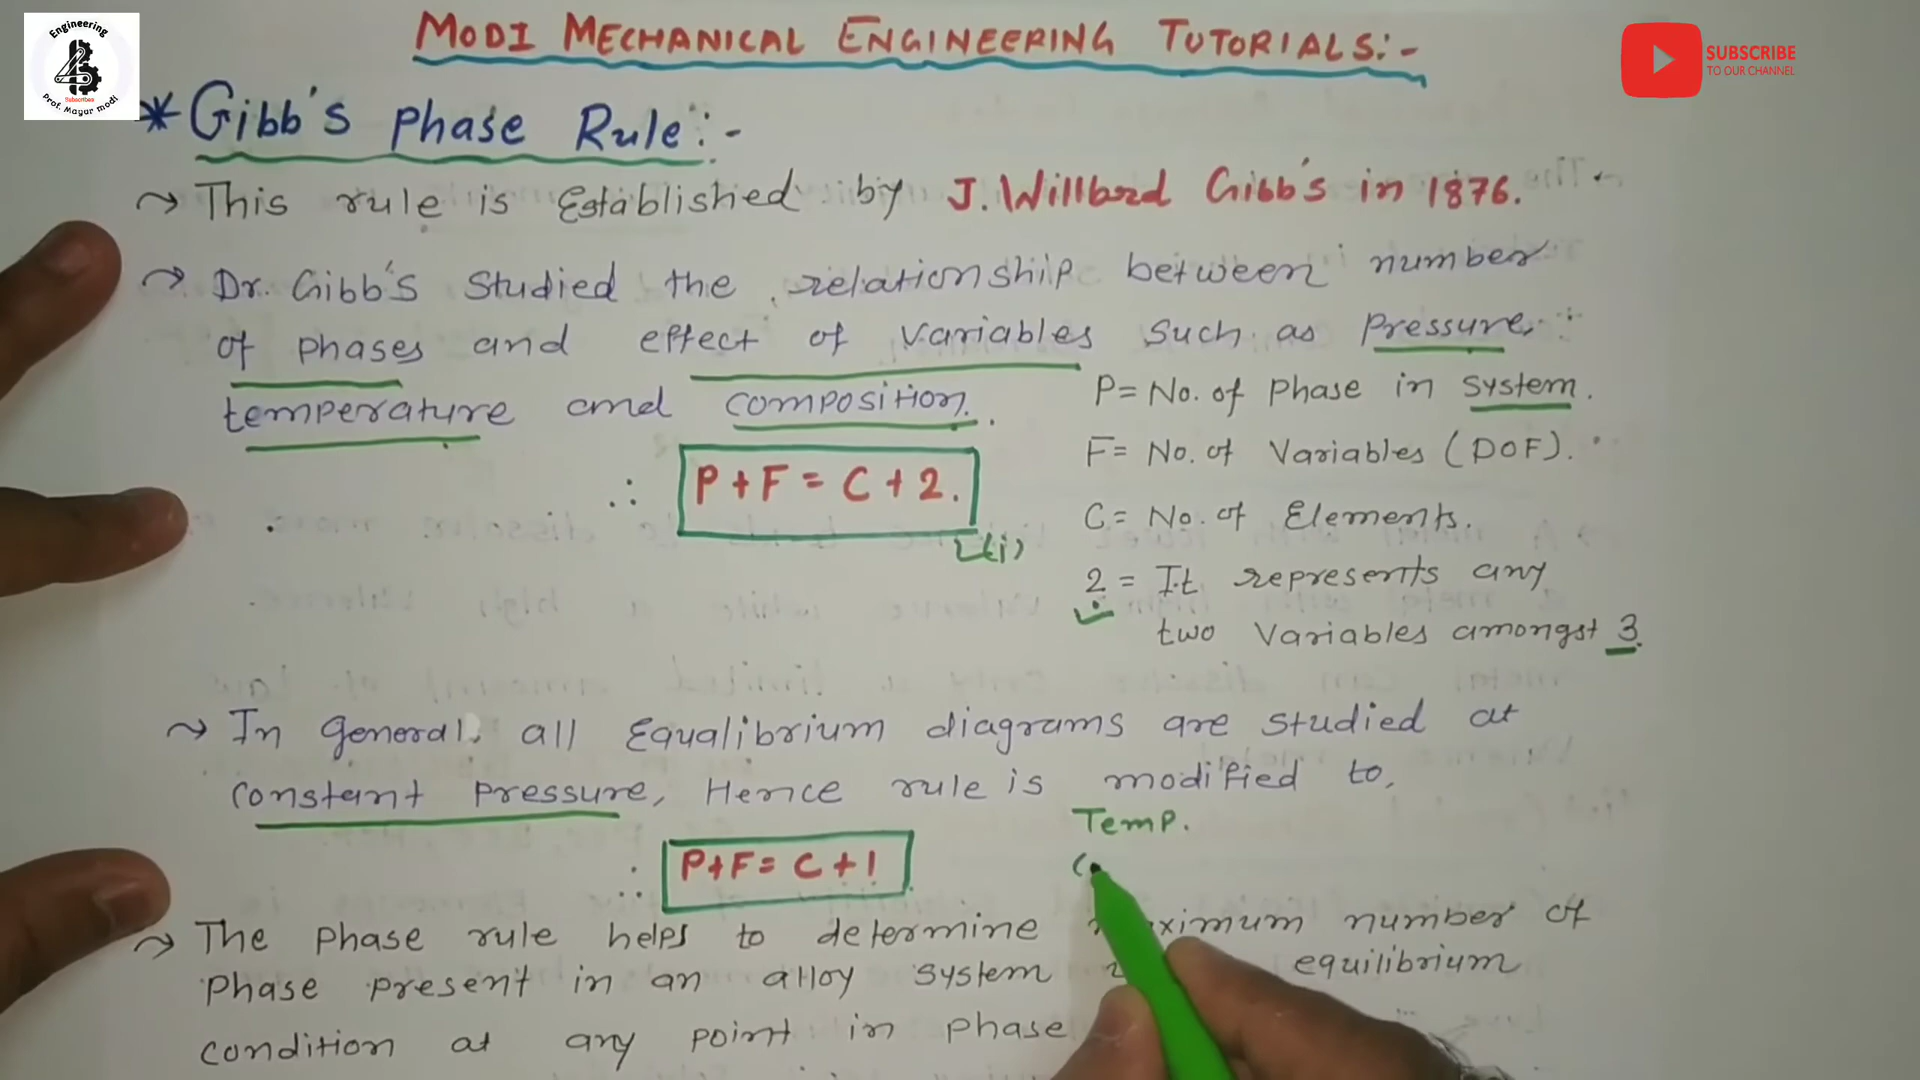 Engineering
Subscribes
Prof. Mayur modi
MODI MECHANICAL ENGINEERING TUTORIALS:-
SUBSCRIBE
TO OUR CHANNEL
* Gibb's Phase Rule:-
→ This rule is Established by J. Willard Gibb's in 1876.
→ Dr. Gibb's Studied the relationship between number
of phases and effect of variables such as Pressure,
temperature and composition.
P = No. of Phase in system.
F = No. of Variables (DOF).
∴ P + F = C + 2.
(i)
C = No. of Elements.
2 = It represents any
two Variables amongst 3.
→ In general, all Equalibrium diagrams are studied at
constant pressure, Hence rule is modified to,
Temp.
∴ P + F = C + 1
(
→ The phase rule helps to determine number of
Phase present in an alloy system equilibrium
condition at any point in phase